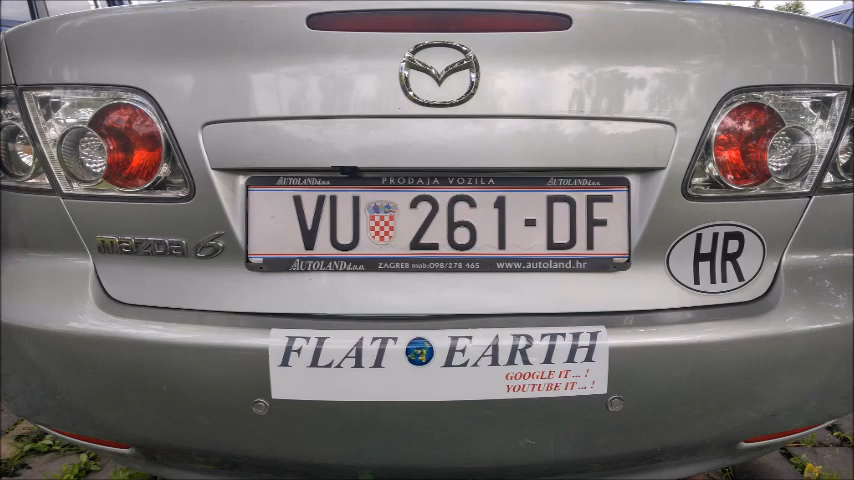 AUTOLAND d.o.o. PRODAJA VOZILA AUTOLAND d.o.o.
VU 261-DF
AUTOLAND d.o.o. ZAGREB mob:098/278 465 www.autoland.hr
mazda 6
HR
FLAT EARTH
GOOGLE IT ... !
YOUTUBE IT ... !